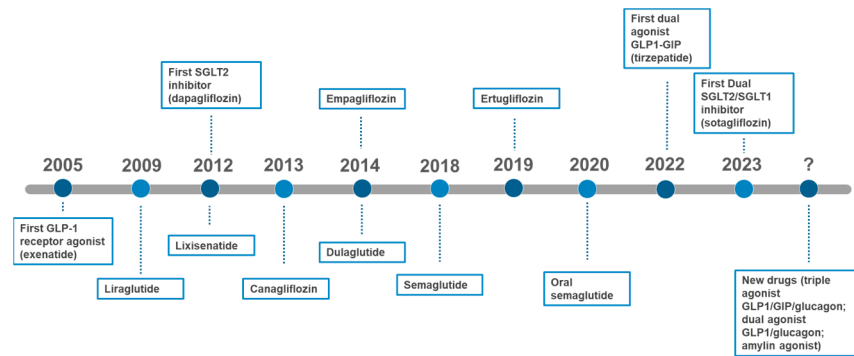 First dual
agonist
GLP1-GIP
(tirzepatide)
First SGLT2
inhibitor
(dapagliflozin)
Empagliflozin
Ertugliflozin
First Dual
SGLT2/SGLT1
inhibitor
(sotagliflozin)
2005 2009 2012 2013 2014 2018 2019 2020 2022 2023 ?
First GLP-1
receptor agonist
(exenatide)
Lixisenatide
Dulaglutide
Liraglutide
Canagliflozin
Semaglutide
Oral
semaglutide
New drugs (triple
agonist
GLP1/GIP/glucagon;
dual agonist
GLP1/glucagon;
amylin agonist)